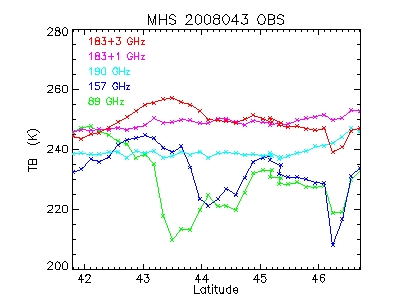 MHS 2008043 OBS
280
183+3 GHz
183+1 GHz
260
190 GHz
157 GHz
89 GHz
TB (K)
240
220
200
42 43 44 45 46
Latitude